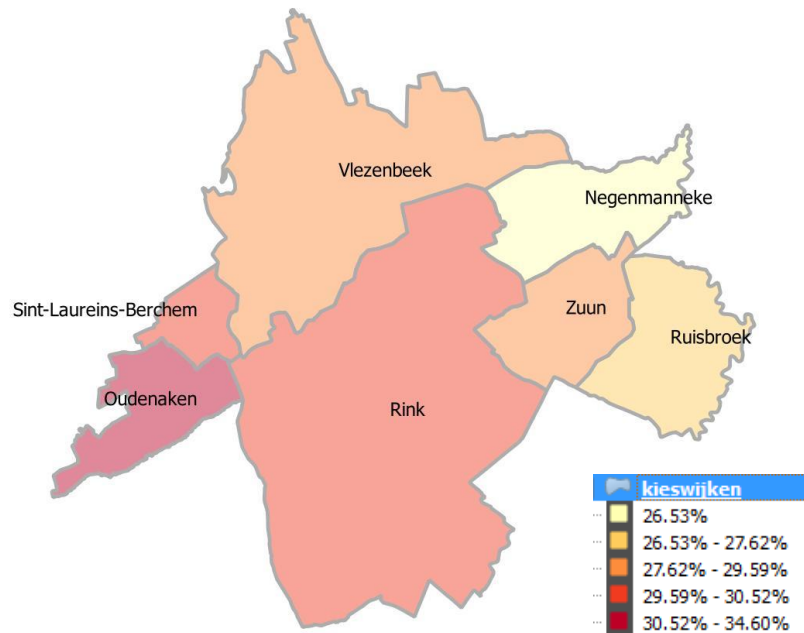 Vlezenbeek
Negenmanneke
Sint-Laureins-Berchem
Zuun
Ruisbroek
Oudenaken
Rink
kieswijken
26.53%
26.53% - 27.62%
27.62% - 29.59%
29.59% - 30.52%
30.52% - 34.60%